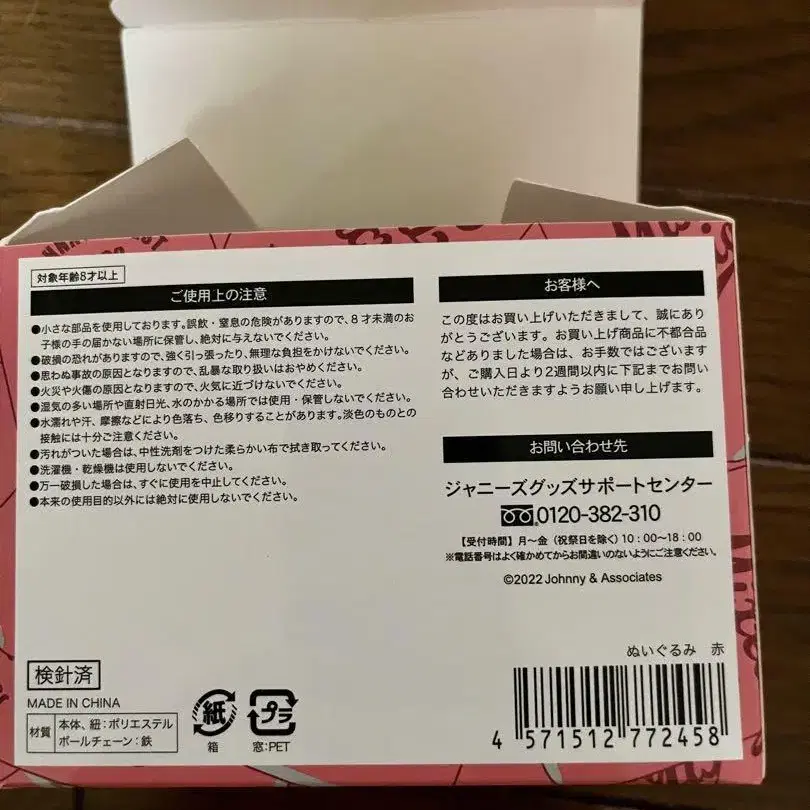 対象年齢8才以上
ご使用上の注意
●小さな部品を使用しております。誤飲・窒息の危険がありますので、8才未満のお
子様の手の届かない場所に保管し、絶対に与えないでください。
●破損の恐れがありますので、強く引っ張ったり、無理な負担をかけないでください。
●思わぬ事故の原因となりますので、乱暴な取り扱いはおやめください。
●火災や火傷の原因となりますので、火気に近づけないでください。
●湿気の多い場所や直射日光、水のかかる場所では使用・保管しないでください。
●水濡れや汗、摩擦などにより色落ち、色移りすることがあります。淡色のものとの
接触には十分ご注意ください。
●汚れがついた場合は、中性洗剤をつけた柔らかい布で拭き取ってください。
●洗濯機・乾燥機は使用しないでください。
●万一破損した場合は、すぐに使用を中止してください。
●本来の使用目的以外には絶対に使用しないでください。
お客様へ
この度はお買い上げいただきまして、誠にあり
がとうございます。お買い上げ商品に不都合品
などありました場合は、お手数ではございます
が、ご購入日より2週間以内に下記までお問い
合わせいただきますようお願い申し上げます。
お問い合わせ先
ジャニーズグッズサポートセンター
0120-382-310
【受付時間】月〜金(祝祭日を除く)10:00〜18:00
※電話番号はよく確かめてからお間違いのないようにご注意ください。
©2022 Johnny & Associates
検針済
MADE IN CHINA
材質
本体、紐:ポリエステル
ボールチェーン:鉄
紙
箱
プラ
窓:PET
ぬいぐるみ 赤
4 571512 772458